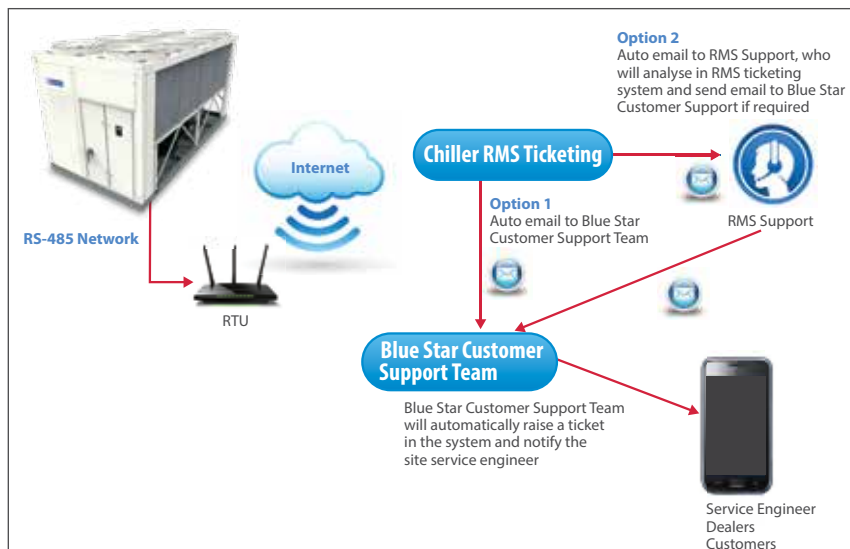 Option 2
Auto email to RMS Support, who
will analyse in RMS ticketing
system and send email to Blue Star
Customer Support if required
Internet
Chiller RMS Ticketing
Option 1
Auto email to Blue Star
Customer Support Team
RMS Support
RS-485 Network
RTU
Blue Star Customer
Support Team
Blue Star Customer Support Team
will automatically raise a ticket
in the system and notify the
site service engineer
Service Engineer
Dealers
Customers